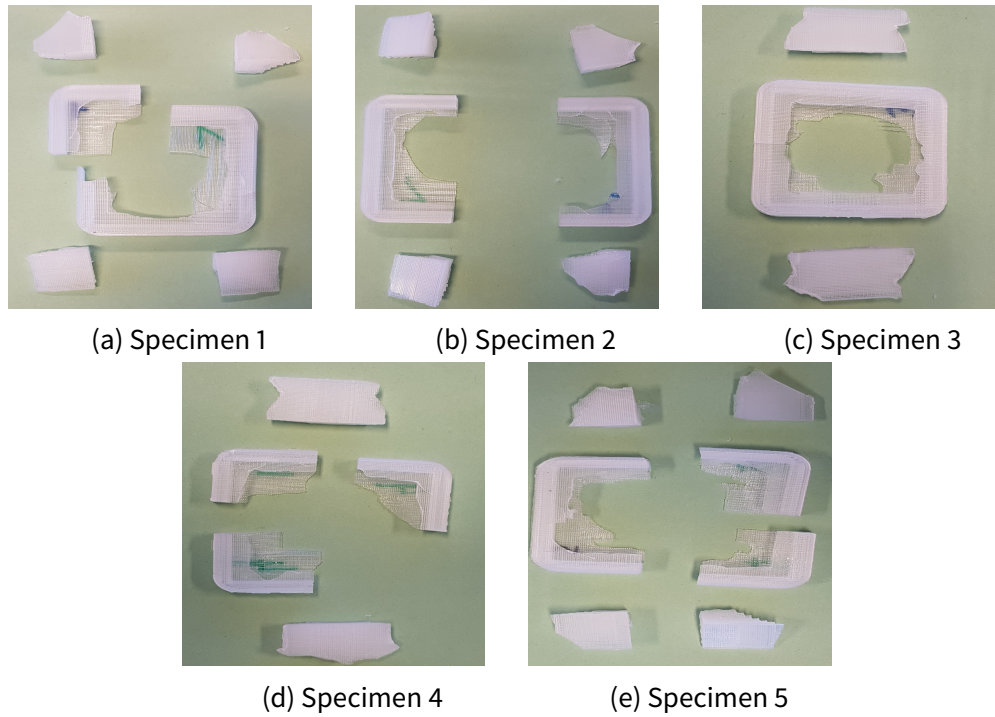 (a) Specimen 1
(b) Specimen 2
(c) Specimen 3
(d) Specimen 4
(e) Specimen 5